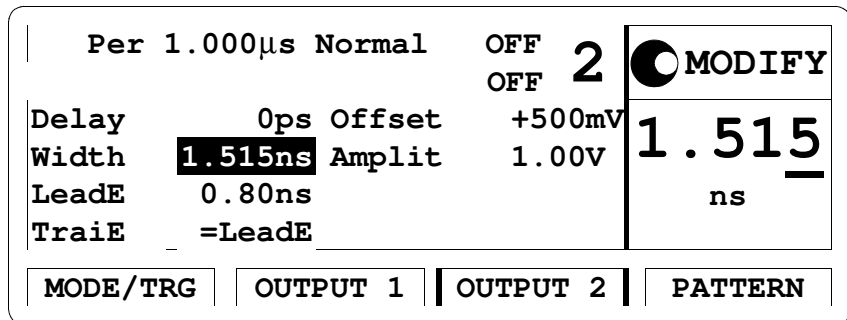 Per 1.000µs Normal OFF 2 MODIFY
OFF
Delay 0ps Offset +500mV 1.515
Width 1.515ns Amplit 1.00V
LeadE 0.80ns ns
TraiE =LeadE
MODE/TRG OUTPUT 1 OUTPUT 2 PATTERN